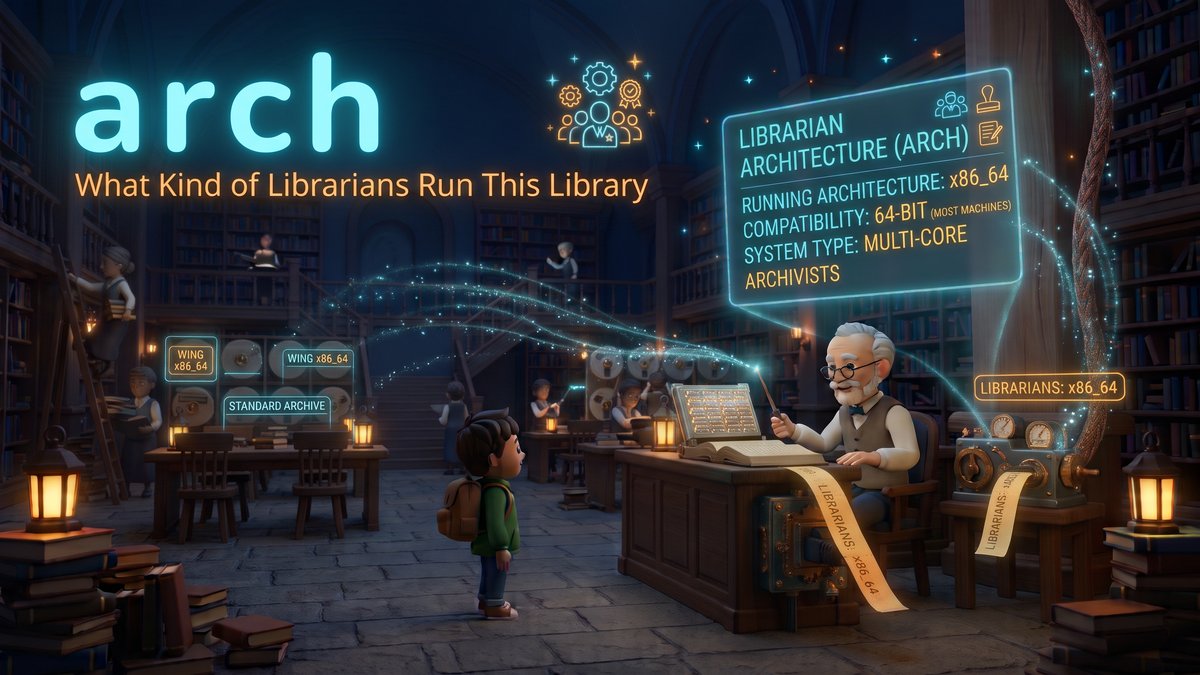 arch
What Kind of Librarians Run This Library
LIBRARIAN
ARCHITECTURE (ARCH)
RUNNING ARCHITECTURE: x86_64
COMPATIBILITY: 64-BIT (MOST MACHINES)
SYSTEM TYPE: MULTI-CORE
ARCHIVISTS
WING
x86_64
WING x86_64
STANDARD ARCHIVE
LIBRARIANS: x86_64
LIBRARIANS: x86_64
LIBRARIANS: